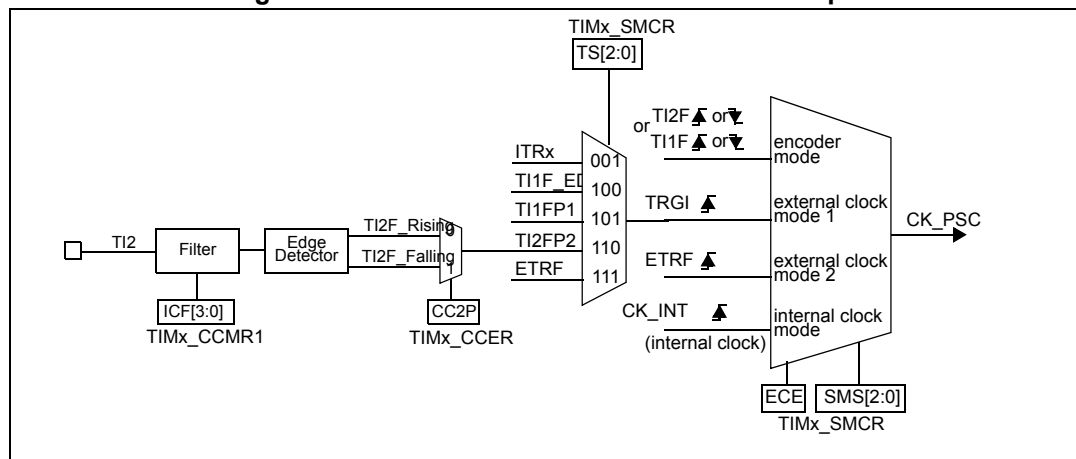 TIMx_SMCR
TS[2:0]
TI2F or
or
TI1F or
encoder
mode
ITRx
001
TI1F_ED
100
TI1FP1
101
TRGI
external clock
mode 1
CK_PSC
TI2F_Rising
0
TI2
Filter
Edge
Detector
TI2FP2
110
TI2F_Falling
1
ETRF
111
ETRF
external clock
mode 2
ICF[3:0]
TIMx_CCMR1
CC2P
TIMx_CCER
CK_INT
(internal clock)
internal clock
mode
ECE
SMS[2:0]
TIMx_SMCR